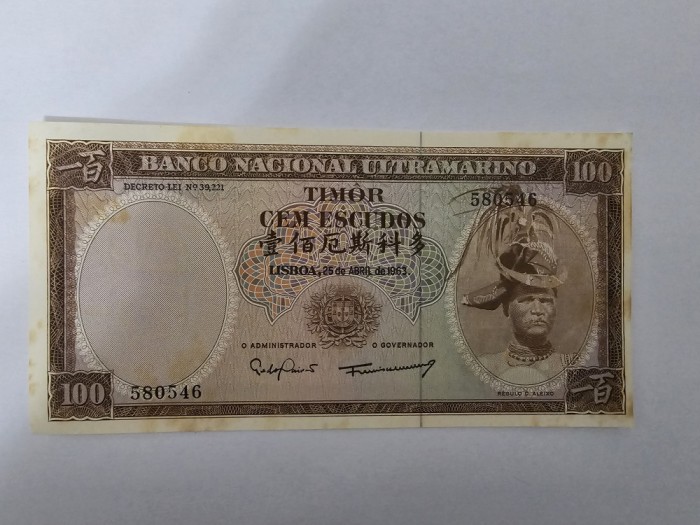 一百 BANCO NACIONAL ULTRAMARINO 100
DECRETO-LEI Nº 39,221
TIMÔR
580546
CEM ESCUDOS
壹佰厄斯科多
LISBOA, 25 de ABRIL de 1963
O ADMINISTRADOR O GOVERNADOR
100 580546
RÉGULO D. ALEIXO
一百